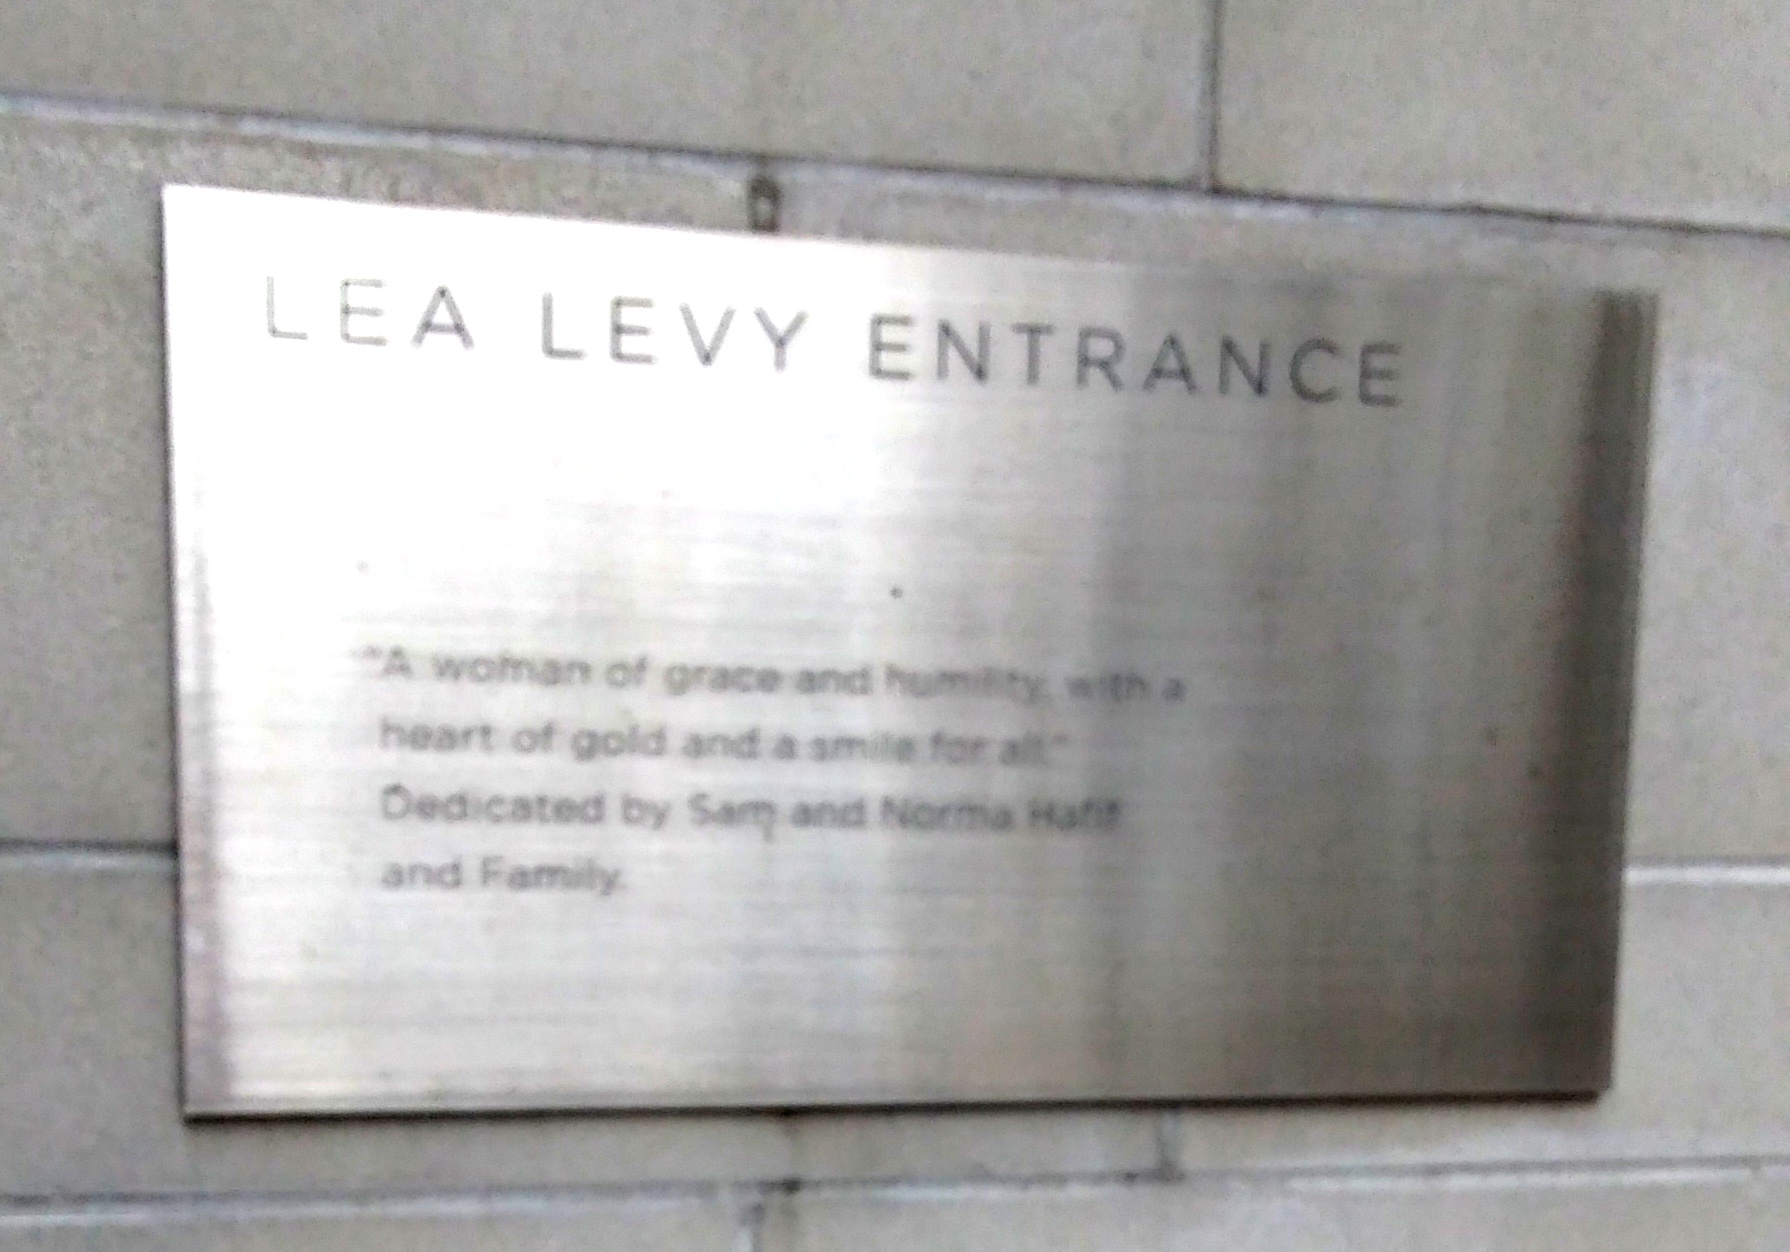 LEA LEVY ENTRANCE
"A woman of grace and humility, with a
heart of gold and a smile for all."
Dedicated by Sam and Norma Hafif
and Family.